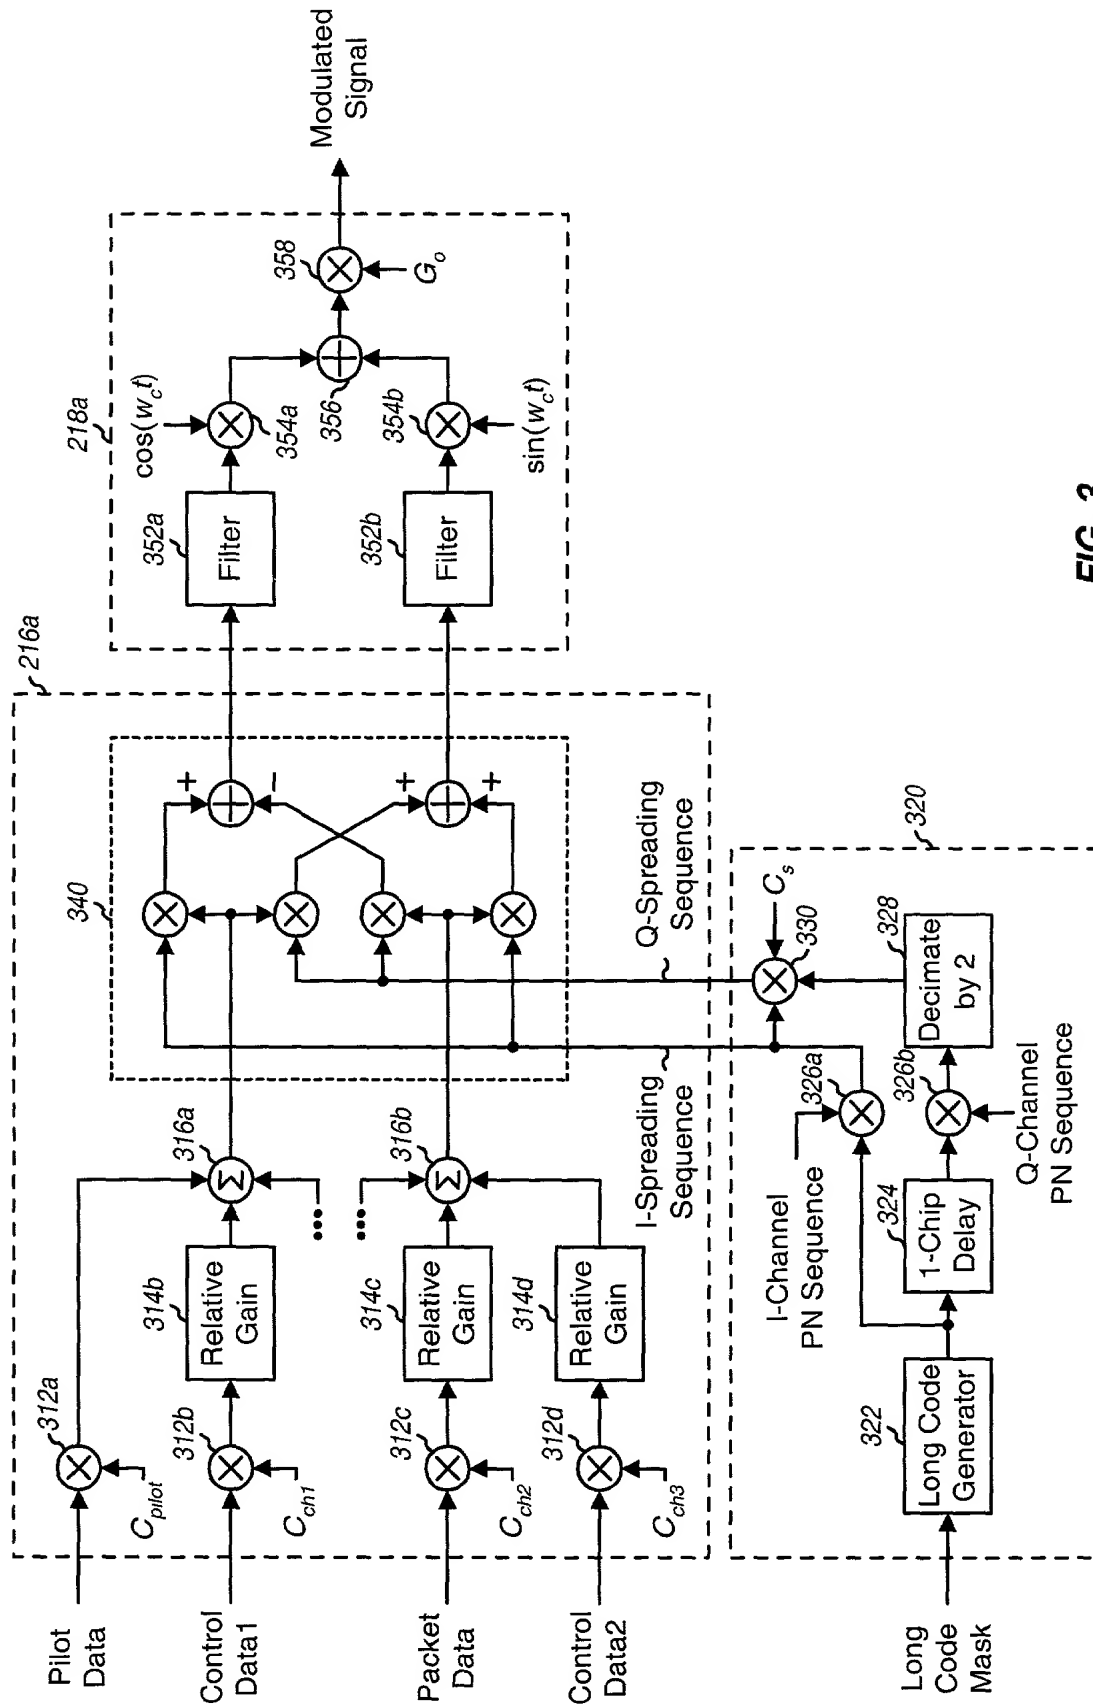 216a
218a
340
Pilot
Data
312a
C_pilot
Control
Data1
312b
C_ch1
314b
Relative
Gain
316a
Σ
...
+
−
352a
Filter
cos(w_c t)
354a
356
358
G_o
Modulated
Signal
Packet
Data
312c
C_ch2
314c
Relative
Gain
316b
Σ
...
+
+
352b
Filter
354b
sin(w_c t)
Control
Data2
312d
C_ch3
314d
Relative
Gain
I-Spreading
Sequence
Q-Spreading
Sequence
320
Long
Code
Mask
322
Long Code
Generator
324
1-Chip
Delay
I-Channel
PN Sequence
326a
326b
Q-Channel
PN Sequence
328
Decimate
by 2
330
C_s
FIG. 3